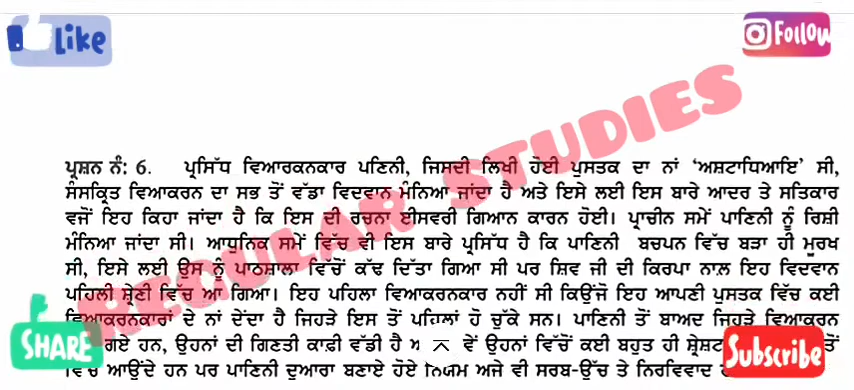 Like
Follow
REGULAR STUDIES
ਪ੍ਰਸ਼ਨ ਨੰ: 6. ਪ੍ਰਸਿੱਧ ਵਿਆਰਕਨਕਾਰ ਪਣਿਨੀ, ਜਿਸਦੀ ਲਿਖੀ ਹੋਈ ਪੁਸਤਕ ਦਾ ਨਾਂ ‘ਅਸ਼ਟਾਧਿਆਇ’ ਸੀ,
ਸੰਸਕ੍ਰਿਤ ਵਿਆਕਰਨ ਦਾ ਸਭ ਤੋਂ ਵੱਡਾ ਵਿਦਵਾਨ ਮੰਨਿਆ ਜਾਂਦਾ ਹੈ ਅਤੇ ਇਸੇ ਲਈ ਇਸ ਬਾਰੇ ਆਦਰ ਤੇ ਸਤਿਕਾਰ
ਵਜੋਂ ਇਹ ਕਿਹਾ ਜਾਂਦਾ ਹੈ ਕਿ ਇਸ ਦੀ ਰਚਨਾ ਈਸਵਰੀ ਗਿਆਨ ਕਾਰਨ ਹੋਈ। ਪ੍ਰਾਚੀਨ ਸਮੇਂ ਪਾਣਿਨੀ ਨੂੰ ਰਿਸ਼ੀ
ਮੰਨਿਆ ਜਾਂਦਾ ਸੀ। ਆਧੁਨਿਕ ਸਮੇਂ ਵਿੱਚ ਵੀ ਇਸ ਬਾਰੇ ਪ੍ਰਸਿੱਧ ਹੈ ਕਿ ਪਾਣਿਨੀ ਬਚਪਨ ਵਿੱਚ ਬੜਾ ਹੀ ਮੂਰਖ
ਸੀ, ਇਸੇ ਲਈ ਉਸ ਨੂੰ ਪਾਠਸ਼ਾਲਾ ਵਿੱਚੋਂ ਕੱਢ ਦਿੱਤਾ ਗਿਆ ਸੀ ਪਰ ਸ਼ਿਵ ਜੀ ਦੀ ਕਿਰਪਾ ਨਾਲ਼ ਇਹ ਵਿਦਵਾਨ
ਪਹਿਲੀ ਸ਼੍ਰੇਣੀ ਵਿੱਚ ਆ ਗਿਆ। ਇਹ ਪਹਿਲਾ ਵਿਆਕਰਨਕਾਰ ਨਹੀਂ ਸੀ ਕਿਉਂਜੋ ਇਹ ਆਪਣੀ ਪੁਸਤਕ ਵਿੱਚ ਕਈ
ਵਿਆਕਰਨਕਾਰਾਂ ਦੇ ਨਾਂ ਦੇਂਦਾ ਹੈ ਜਿਹੜੇ ਇਸ ਤੋਂ ਪਹਿਲਾਂ ਹੋ ਚੁੱਕੇ ਸਨ। ਪਾਣਿਨੀ ਤੋਂ ਬਾਅਦ ਜਿਹੜੇ ਵਿਆਕਰਨ
SHARE ਗਏ ਹਨ, ਉਹਨਾਂ ਦੀ ਗਿਣਤੀ ਕਾਫ਼ੀ ਵੱਡੀ ਹੈ ਉਹਨਾਂ ਵਿੱਚੋਂ ਕਈ ਬਹੁਤ ਹੀ ਸ਼੍ਰੇਸ਼ਟ Subscribe ਤੋਂ
ਵਿੱਚ ਆਉਂਦੇ ਹਨ ਪਰ ਪਾਣਿਨੀ ਦੁਆਰਾ ਬਣਾਏ ਹੋਏ ਨਿਯਮ ਅਜੇ ਵੀ ਸਰਬ-ਉੱਚ ਤੇ ਨਿਰਵਿਵਾਦ